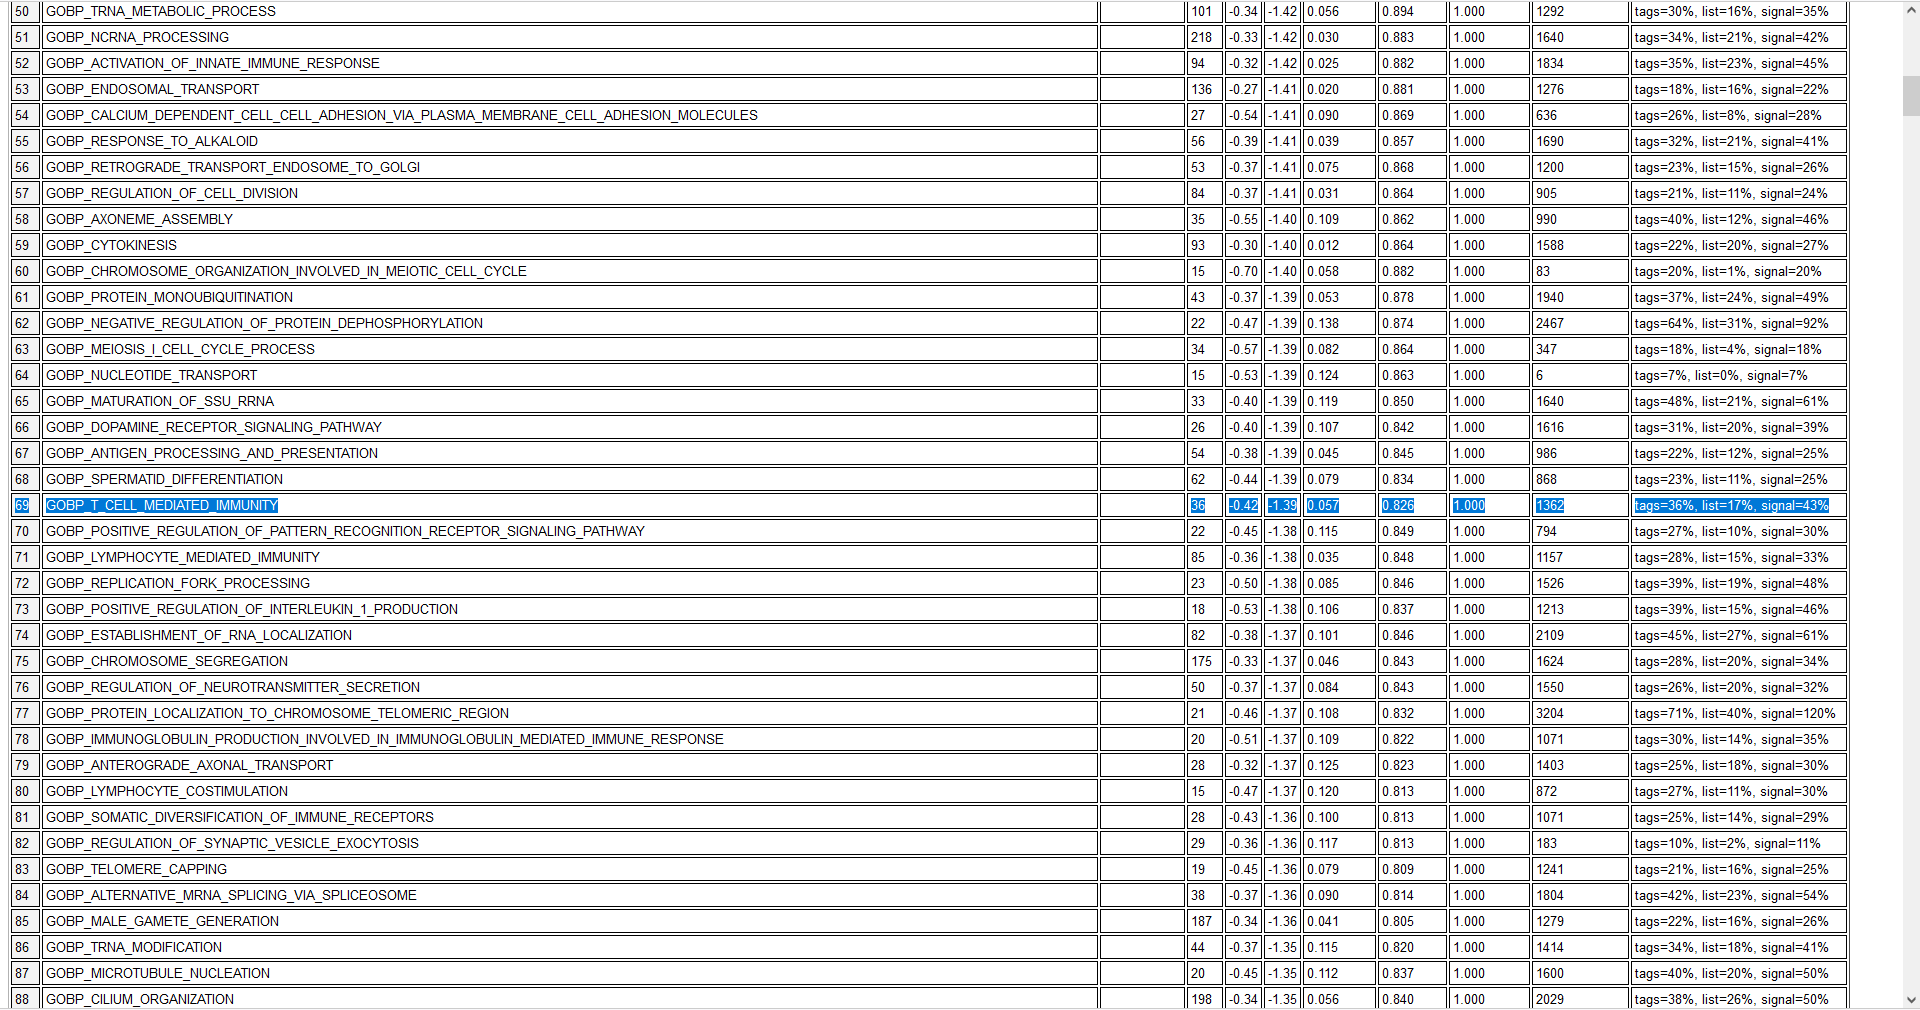 50 GOBP_TRNA_METABOLIC_PROCESS 101 -0.34 -1.42 0.056 0.894 1.000 1292 tags=30%, list=16%, signal=35%
51 GOBP_NCRNA_PROCESSING 218 -0.33 -1.42 0.030 0.883 1.000 1640 tags=34%, list=21%, signal=42%
52 GOBP_ACTIVATION_OF_INNATE_IMMUNE_RESPONSE 94 -0.32 -1.42 0.025 0.882 1.000 1834 tags=35%, list=23%, signal=45%
53 GOBP_ENDOSOMAL_TRANSPORT 136 -0.27 -1.41 0.020 0.881 1.000 1276 tags=18%, list=16%, signal=22%
54 GOBP_CALCIUM_DEPENDENT_CELL_CELL_ADHESION_VIA_PLASMA_MEMBRANE_CELL_ADHESION_MOLECULES 27 -0.54 -1.41 0.090 0.869 1.000 636 tags=26%, list=8%, signal=28%
55 GOBP_RESPONSE_TO_ALKALOID 56 -0.39 -1.41 0.039 0.857 1.000 1690 tags=32%, list=21%, signal=41%
56 GOBP_RETROGRADE_TRANSPORT_ENDOSOME_TO_GOLGI 53 -0.37 -1.41 0.075 0.868 1.000 1200 tags=23%, list=15%, signal=26%
57 GOBP_REGULATION_OF_CELL_DIVISION 84 -0.37 -1.41 0.031 0.864 1.000 905 tags=21%, list=11%, signal=24%
58 GOBP_AXONEME_ASSEMBLY 35 -0.55 -1.40 0.109 0.862 1.000 990 tags=40%, list=12%, signal=46%
59 GOBP_CYTOKINESIS 93 -0.30 -1.40 0.012 0.864 1.000 1588 tags=22%, list=20%, signal=27%
60 GOBP_CHROMOSOME_ORGANIZATION_INVOLVED_IN_MEIOTIC_CELL_CYCLE 15 -0.70 -1.40 0.058 0.882 1.000 83 tags=20%, list=1%, signal=20%
61 GOBP_PROTEIN_MONOUBIQUITINATION 43 -0.37 -1.39 0.053 0.878 1.000 1940 tags=37%, list=24%, signal=49%
62 GOBP_NEGATIVE_REGULATION_OF_PROTEIN_DEPHOSPHORYLATION 22 -0.47 -1.39 0.138 0.874 1.000 2467 tags=64%, list=31%, signal=92%
63 GOBP_MEIOSIS_I_CELL_CYCLE_PROCESS 34 -0.57 -1.39 0.082 0.864 1.000 347 tags=18%, list=4%, signal=18%
64 GOBP_NUCLEOTIDE_TRANSPORT 15 -0.53 -1.39 0.124 0.863 1.000 6 tags=7%, list=0%, signal=7%
65 GOBP_MATURATION_OF_SSU_RRNA 33 -0.40 -1.39 0.119 0.850 1.000 1640 tags=48%, list=21%, signal=61%
66 GOBP_DOPAMINE_RECEPTOR_SIGNALING_PATHWAY 26 -0.40 -1.39 0.107 0.842 1.000 1616 tags=31%, list=20%, signal=39%
67 GOBP_ANTIGEN_PROCESSING_AND_PRESENTATION 54 -0.38 -1.39 0.045 0.845 1.000 986 tags=22%, list=12%, signal=25%
68 GOBP_SPERMATID_DIFFERENTIATION 62 -0.44 -1.39 0.079 0.834 1.000 868 tags=23%, list=11%, signal=25%
69 GOBP_T_CELL_MEDIATED_IMMUNITY 36 -0.42 -1.39 0.057 0.826 1.000 1362 tags=36%, list=17%, signal=43%
70 GOBP_POSITIVE_REGULATION_OF_PATTERN_RECOGNITION_RECEPTOR_SIGNALING_PATHWAY 22 -0.45 -1.38 0.115 0.849 1.000 794 tags=27%, list=10%, signal=30%
71 GOBP_LYMPHOCYTE_MEDIATED_IMMUNITY 85 -0.36 -1.38 0.035 0.848 1.000 1157 tags=28%, list=15%, signal=33%
72 GOBP_REPLICATION_FORK_PROCESSING 23 -0.50 -1.38 0.085 0.846 1.000 1526 tags=39%, list=19%, signal=48%
73 GOBP_POSITIVE_REGULATION_OF_INTERLEUKIN_1_PRODUCTION 18 -0.53 -1.38 0.106 0.837 1.000 1213 tags=39%, list=15%, signal=46%
74 GOBP_ESTABLISHMENT_OF_RNA_LOCALIZATION 82 -0.38 -1.37 0.101 0.846 1.000 2109 tags=45%, list=27%, signal=61%
75 GOBP_CHROMOSOME_SEGREGATION 175 -0.33 -1.37 0.046 0.843 1.000 1624 tags=28%, list=20%, signal=34%
76 GOBP_REGULATION_OF_NEUROTRANSMITTER_SECRETION 50 -0.37 -1.37 0.084 0.843 1.000 1550 tags=26%, list=20%, signal=32%
77 GOBP_PROTEIN_LOCALIZATION_TO_CHROMOSOME_TELOMERIC_REGION 21 -0.46 -1.37 0.108 0.832 1.000 3204 tags=71%, list=40%, signal=120%
78 GOBP_IMMUNOGLOBULIN_PRODUCTION_INVOLVED_IN_IMMUNOGLOBULIN_MEDIATED_IMMUNE_RESPONSE 20 -0.51 -1.37 0.109 0.822 1.000 1071 tags=30%, list=14%, signal=35%
79 GOBP_ANTEROGRADE_AXONAL_TRANSPORT 28 -0.32 -1.37 0.125 0.823 1.000 1403 tags=25%, list=18%, signal=30%
80 GOBP_LYMPHOCYTE_COSTIMULATION 15 -0.47 -1.37 0.120 0.813 1.000 872 tags=27%, list=11%, signal=30%
81 GOBP_SOMATIC_DIVERSIFICATION_OF_IMMUNE_RECEPTORS 28 -0.43 -1.36 0.100 0.813 1.000 1071 tags=25%, list=14%, signal=29%
82 GOBP_REGULATION_OF_SYNAPTIC_VESICLE_EXOCYTOSIS 29 -0.36 -1.36 0.117 0.813 1.000 183 tags=10%, list=2%, signal=11%
83 GOBP_TELOMERE_CAPPING 19 -0.45 -1.36 0.079 0.809 1.000 1241 tags=21%, list=16%, signal=25%
84 GOBP_ALTERNATIVE_MRNA_SPLICING_VIA_SPLICEOSOME 38 -0.37 -1.36 0.090 0.814 1.000 1804 tags=42%, list=23%, signal=54%
85 GOBP_MALE_GAMETE_GENERATION 187 -0.34 -1.36 0.041 0.805 1.000 1279 tags=22%, list=16%, signal=26%
86 GOBP_TRNA_MODIFICATION 44 -0.37 -1.35 0.115 0.820 1.000 1414 tags=34%, list=18%, signal=41%
87 GOBP_MICROTUBULE_NUCLEATION 20 -0.45 -1.35 0.112 0.837 1.000 1600 tags=40%, list=20%, signal=50%
88 GOBP_CILIUM_ORGANIZATION 198 -0.34 -1.35 0.056 0.840 1.000 2029 tags=38%, list=26%, signal=50%